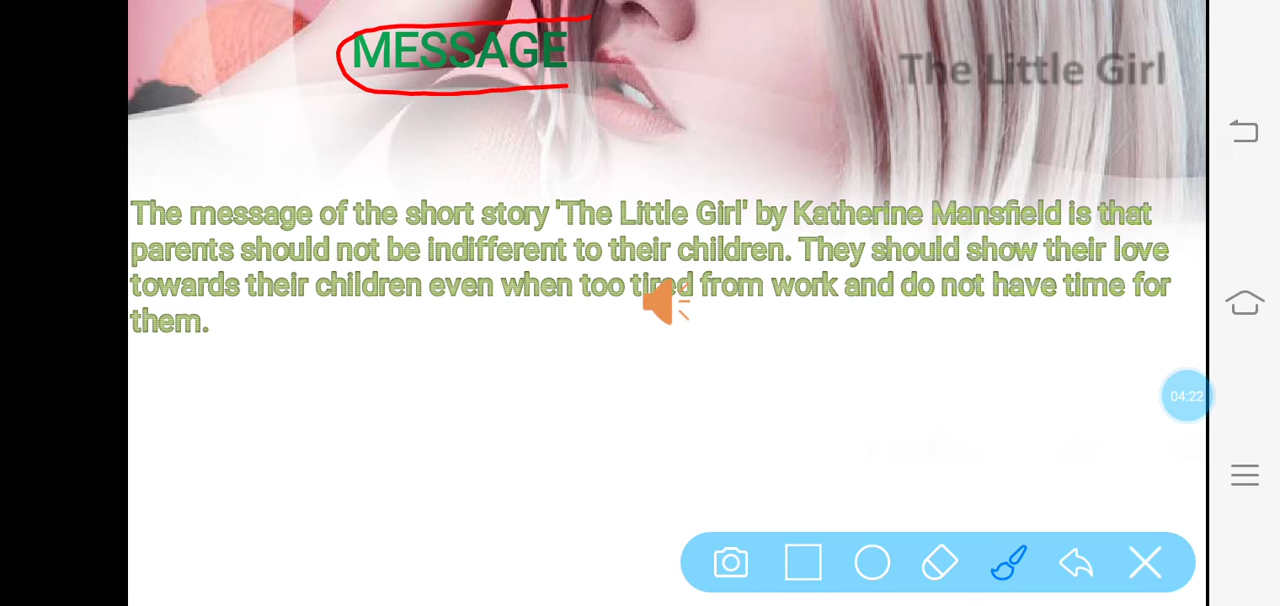 MESSAGE
The Little Girl
The message of the short story 'The Little Girl' by Katherine Mansfield is that
parents should not be indifferent to their children. They should show their love
towards their children even when too tired from work and do not have time for
them.
04:22